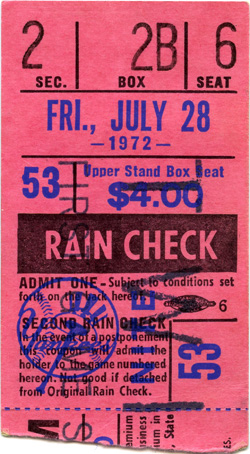 2 2B 6
SEC. BOX SEAT
FRI., JULY 28
-1972-
53 Upper Stand Box Seat
$4.00
RAIN CHECK
ADMIT ONE - Subject to conditions set
forth on the back hereof.
6
SECOND RAIN CHECK
In the event of a postponement
this coupon will admit the
holder to the game numbered
hereon. Not good if detached
from Original Rain Check.
53